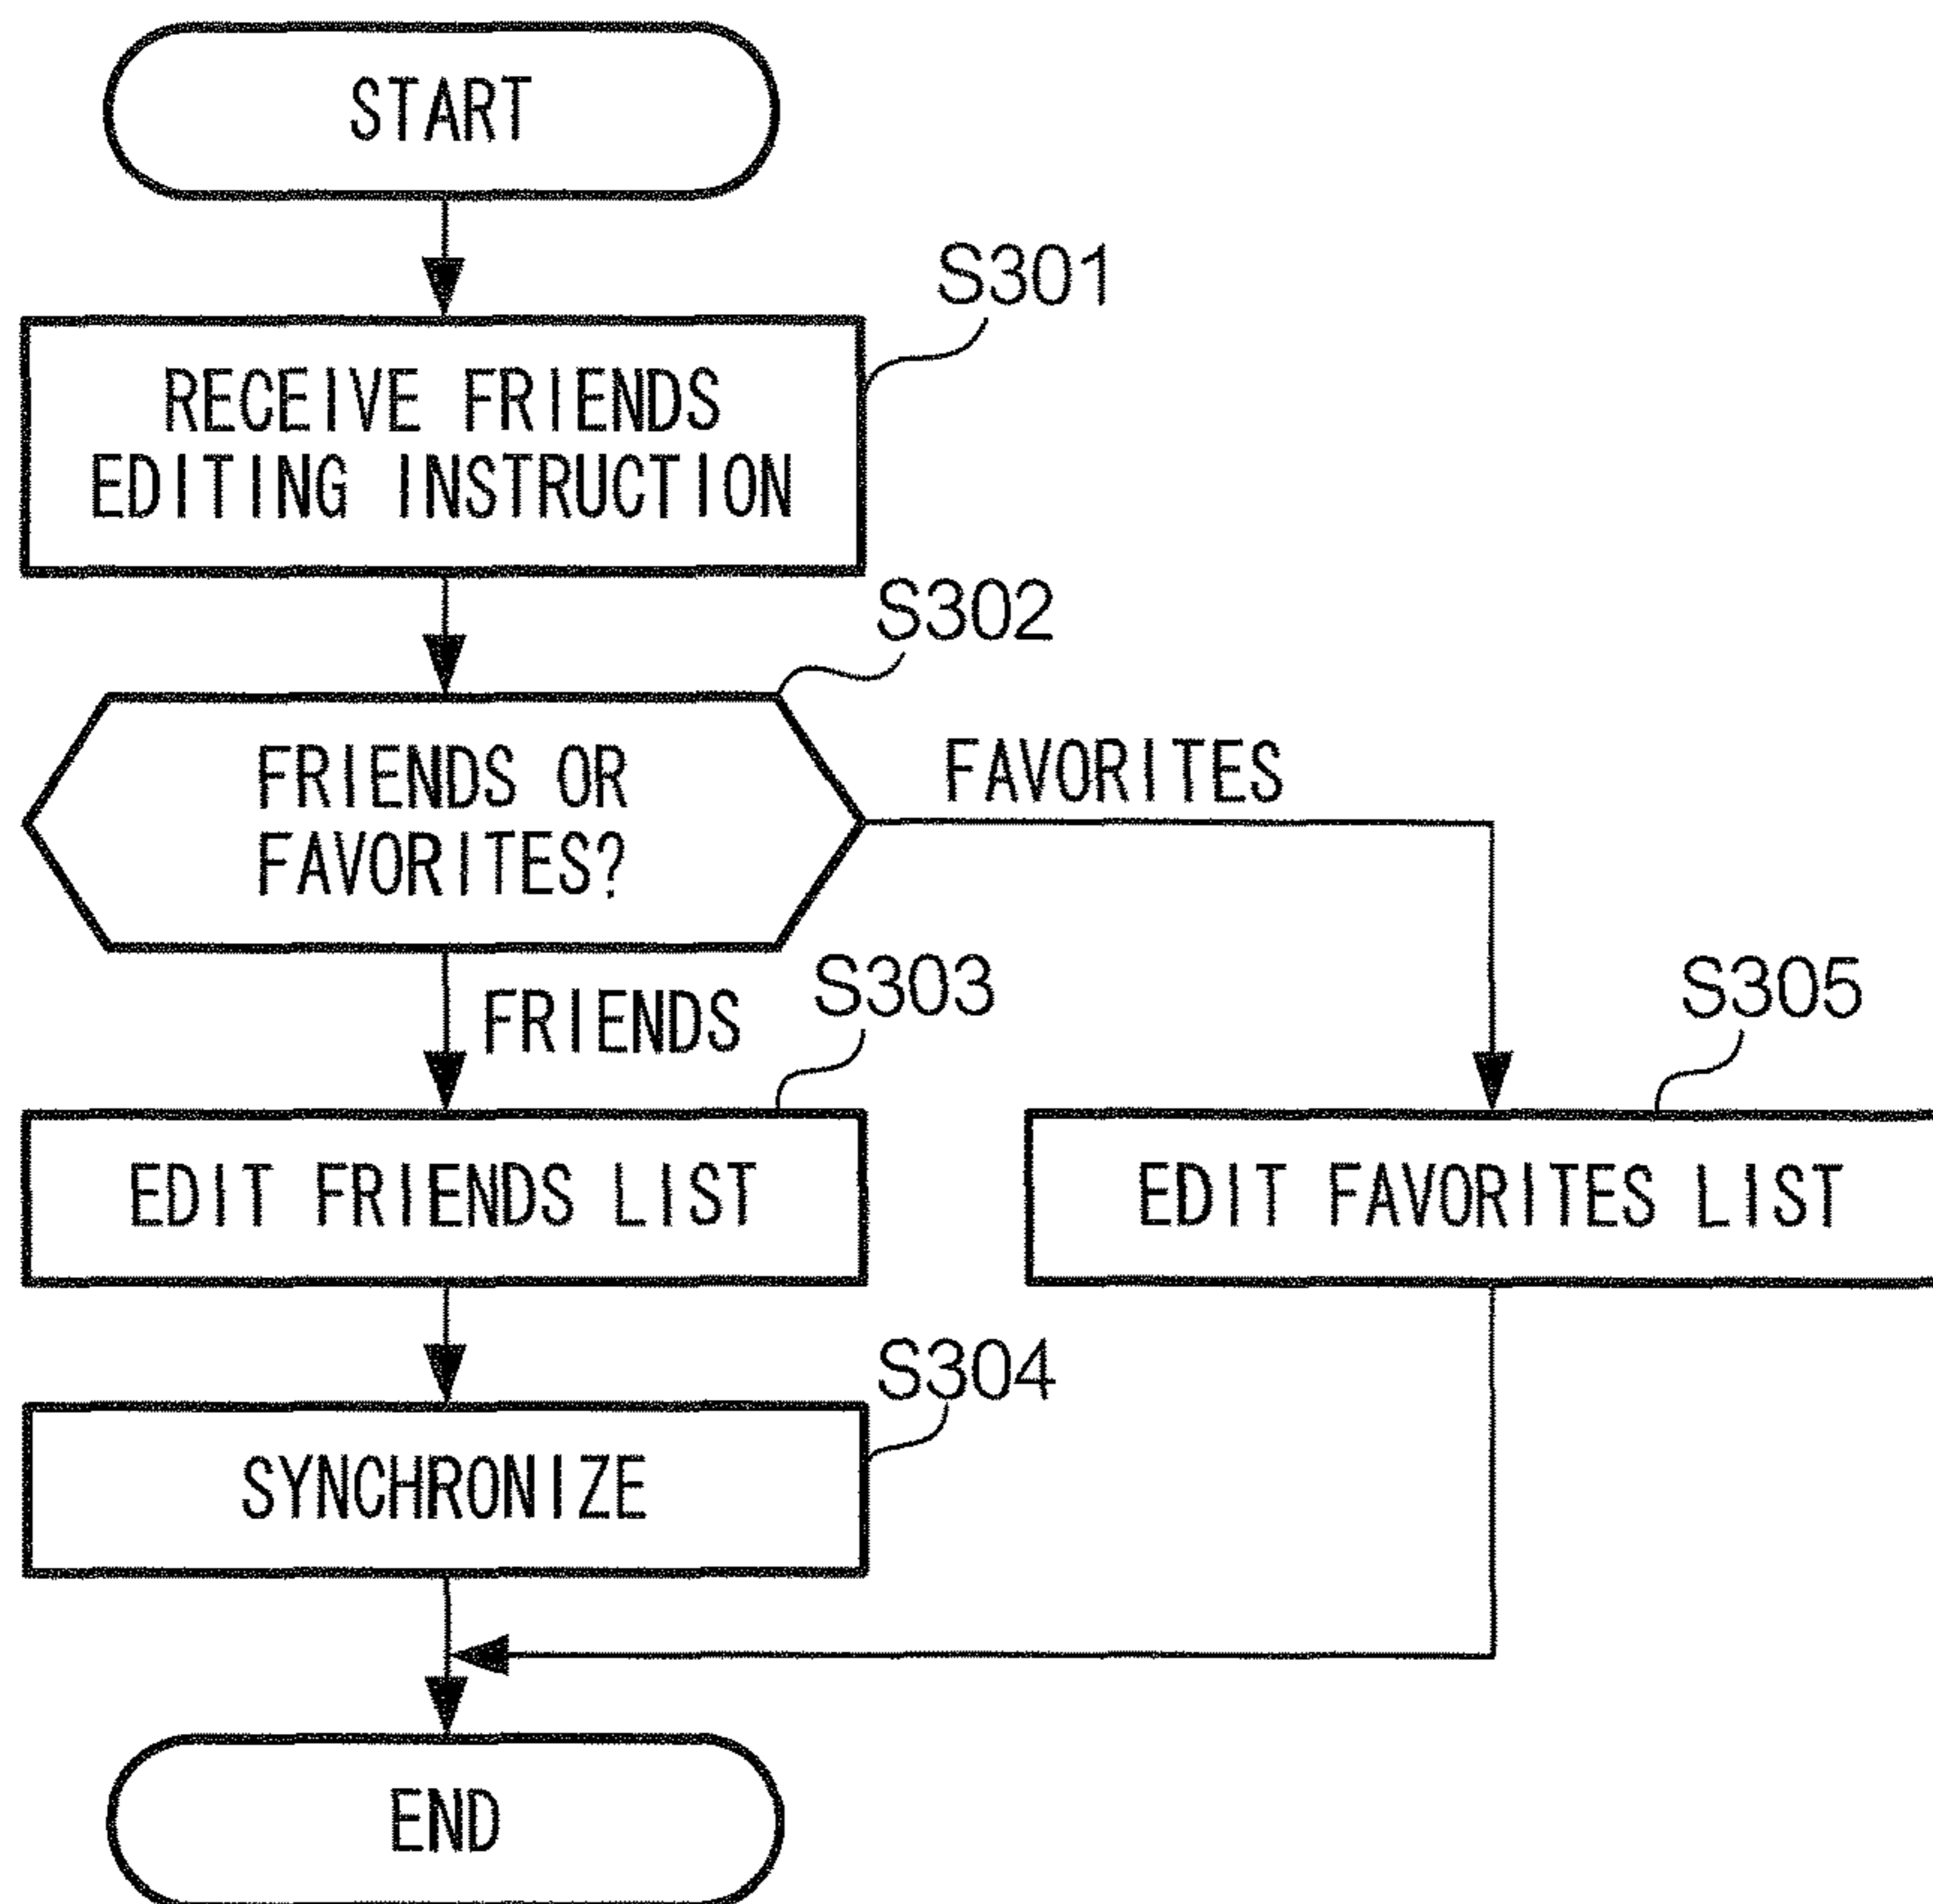 START
S301
RECEIVE FRIENDS
EDITING INSTRUCTION
S302
FRIENDS OR
FAVORITES?
FAVORITES
FRIENDS
S303
S305
EDIT FRIENDS LIST
EDIT FAVORITES LIST
S304
SYNCHRONIZE
END